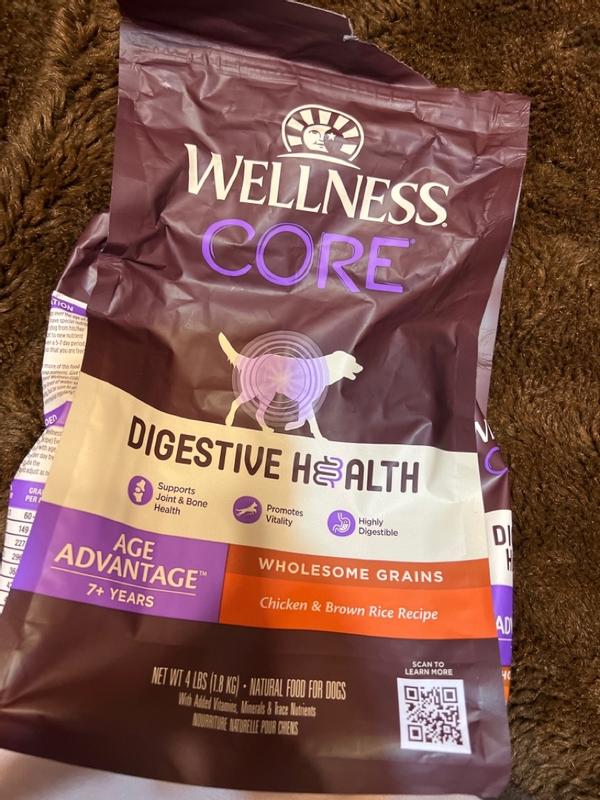 WELLNESS
CORE
DIGESTIVE HEALTH
Supports
Joint & Bone
Health
Promotes
Vitality
Highly
Digestible
AGE
ADVANTAGE™
7+ YEARS
WHOLESOME GRAINS
Chicken & Brown Rice Recipe
NET WT 4 LBS (1.8 KG) • NATURAL FOOD FOR DOGS
With Added Vitamins, Minerals & Trace Nutrients
NOURRITURE NATURELLE POUR CHIENS
SCAN TO
LEARN MORE